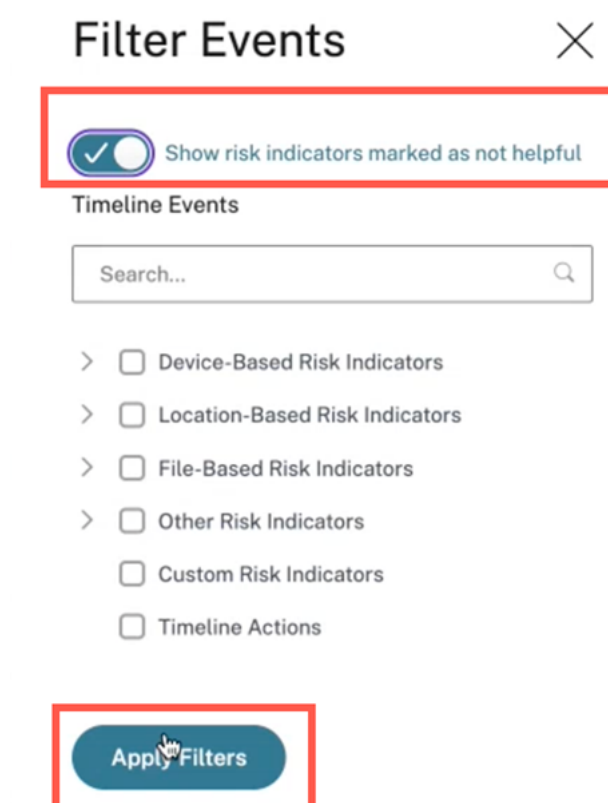 Filter Events
Show risk indicators marked as not helpful
Timeline Events
Search...
Device-Based Risk Indicators
Location-Based Risk Indicators
File-Based Risk Indicators
Other Risk Indicators
Custom Risk Indicators
Timeline Actions
Apply Filters